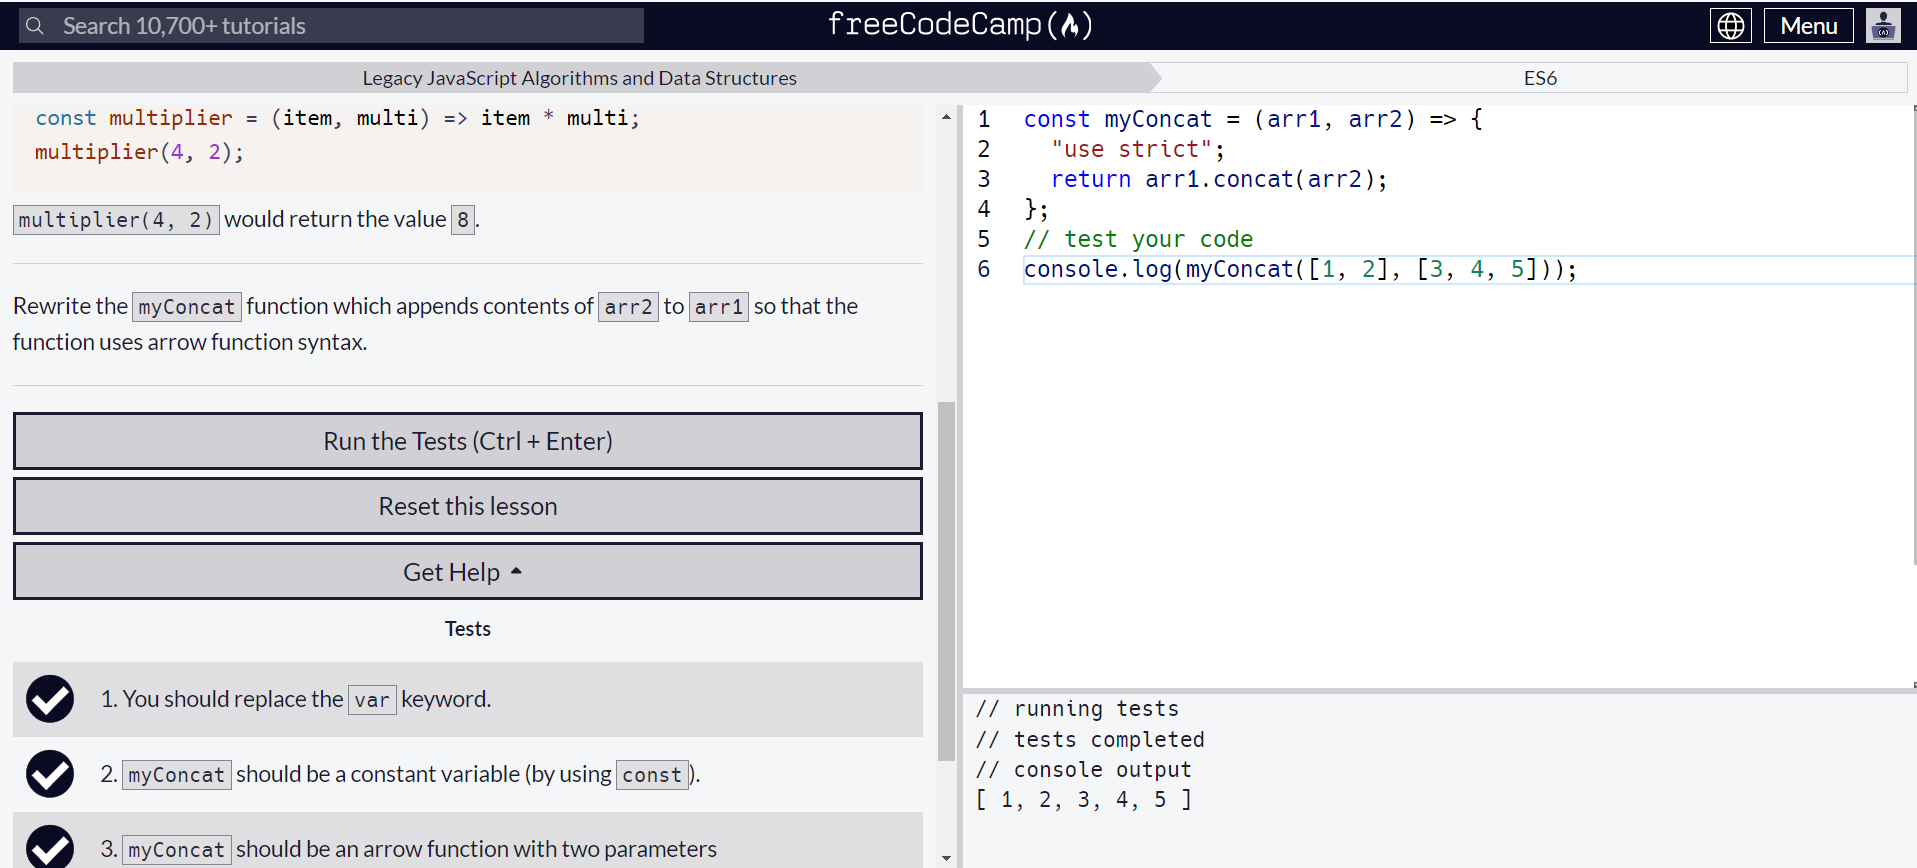 Search 10,700+ tutorials
freeCodeCamp(🔥)
Menu
Legacy JavaScript Algorithms and Data Structures
ES6
const multiplier = (item, multi) => item * multi;
multiplier(4, 2);
multiplier(4, 2) would return the value 8.
Rewrite the myConcat function which appends contents of arr2 to arr1 so that the
function uses arrow function syntax.
Run the Tests (Ctrl + Enter)
Reset this lesson
Get Help
Tests
1. You should replace the var keyword.
2. myConcat should be a constant variable (by using const).
3. myConcat should be an arrow function with two parameters
1 const myConcat = (arr1, arr2) => {
2   "use strict";
3   return arr1.concat(arr2);
4 };
5 // test your code
6 console.log(myConcat([1, 2], [3, 4, 5]));
// running tests
// tests completed
// console output
[ 1, 2, 3, 4, 5 ]